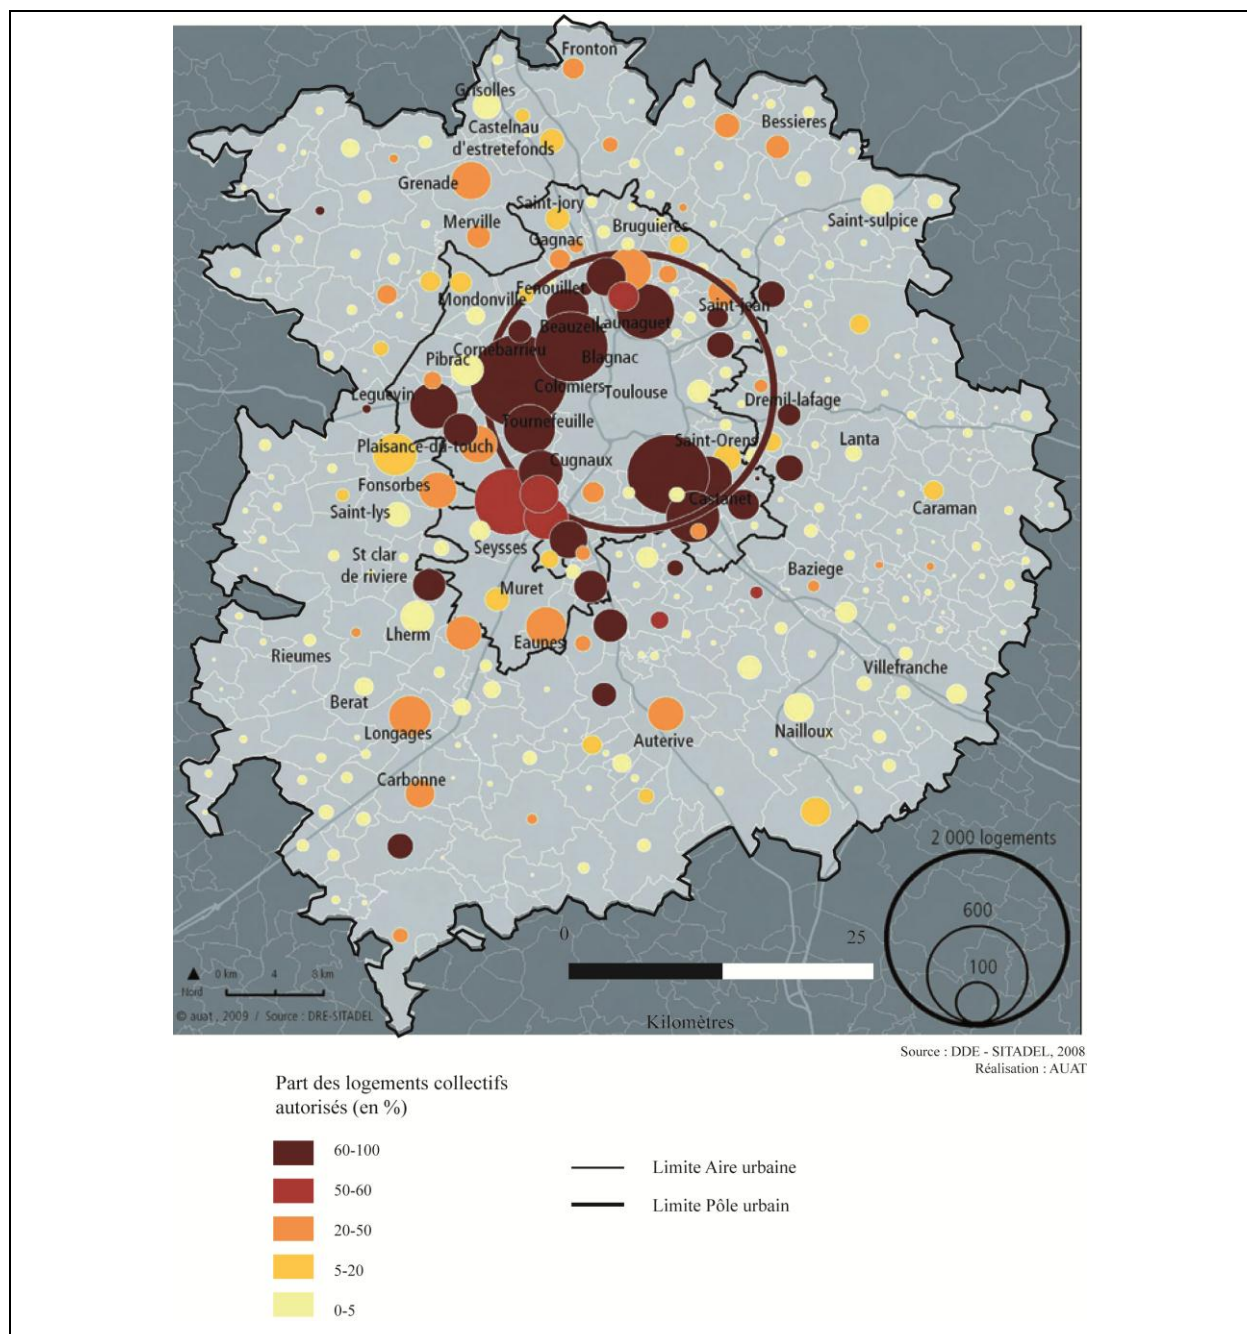 Fronton
Grisolles
Castelnau
d'estretefonds
Bessieres
Grenade
Saint-jory
Saint-sulpice
Merville
Bruguieres
Gagnac
Fenouillet
Mondonville
Saint-jean
Launaguet
Beauzelle
Cornebarrieu
Blagnac
Pibrac
Colomiers
Toulouse
Leguevin
Dremil-lafage
Tournefeuille
Saint-Orens
Lanta
Plaisance-du-touch
Cugnaux
Fonsorbes
Castanet
Caraman
Saint-lys
Seysses
St clar
de riviere
Baziege
Muret
Lherm
Eaunes
Rieumes
Villefranche
Berat
Longages
Auterive
Nailloux
Carbonne
2 000 logements
600
100
0
25
Kilomètres
0 km 4 8 km
Nord
© auat , 2009 / Source : DRE-SITADEL
Source : DDE - SITADEL, 2008
Réalisation : AUAT
Part des logements collectifs
autorisés (en %)
60-100
50-60
20-50
5-20
0-5
Limite Aire urbaine
Limite Pôle urbain